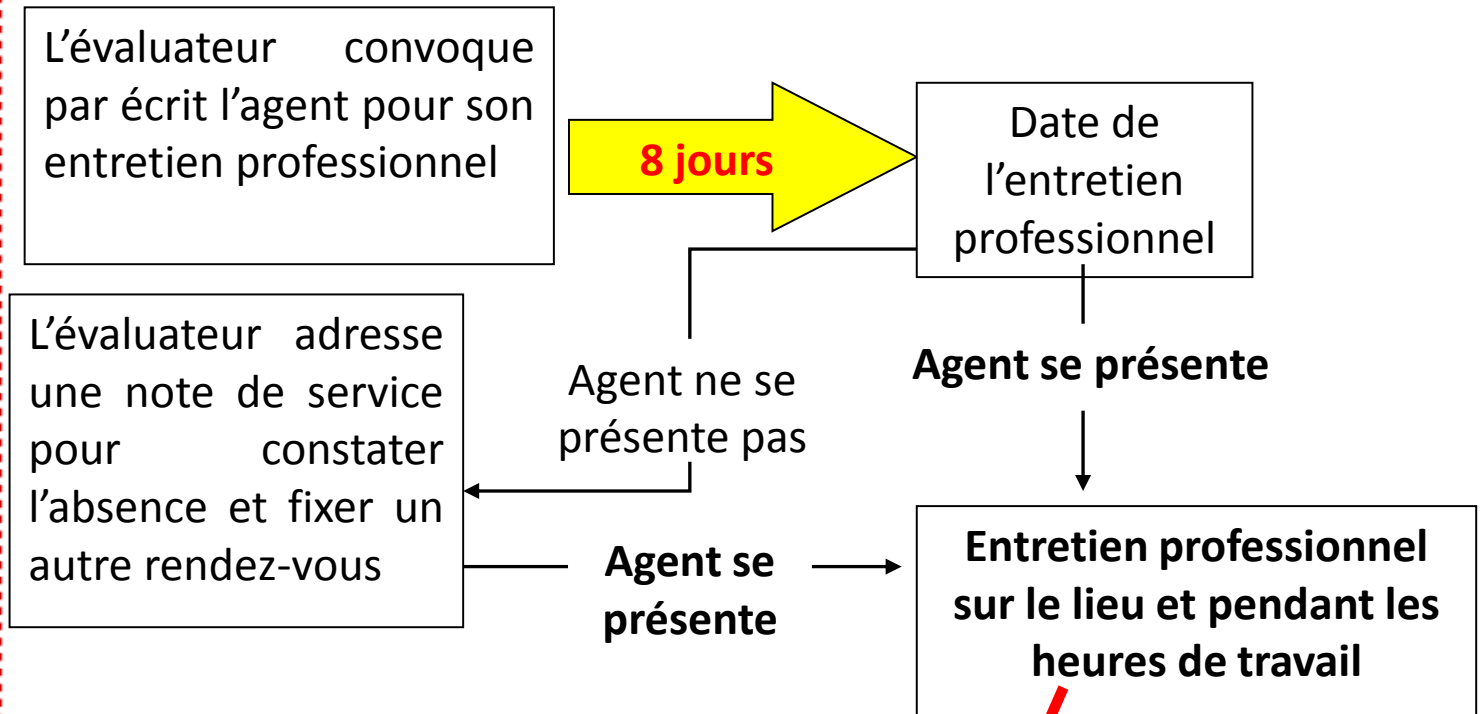 L’évaluateur convoque
par écrit l’agent pour son
entretien professionnel
8 jours
Date de
l’entretien
professionnel
Agent ne se
présente pas
Agent se présente
L’évaluateur adresse
une note de service
pour constater
l’absence et fixer un
autre rendez-vous
Agent se
présente
Entretien professionnel
sur le lieu et pendant les
heures de travail